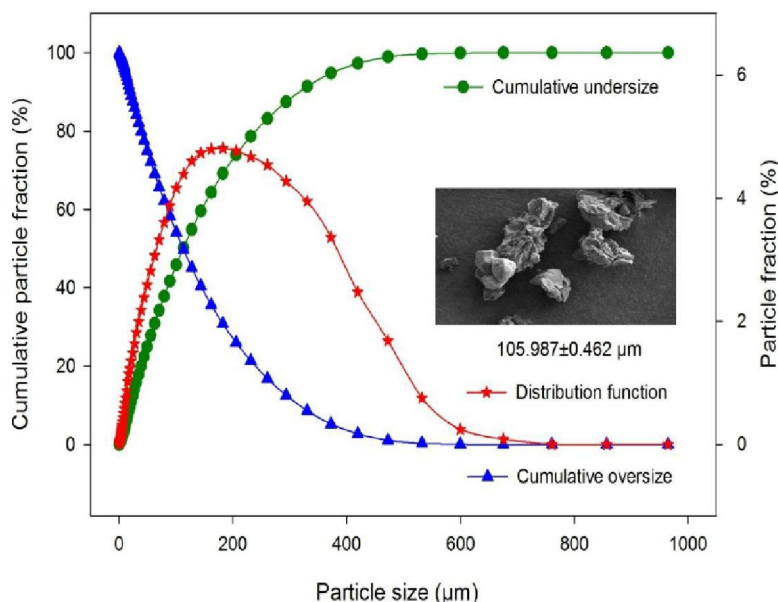 Cumulative particle fraction (%)
100
80
60
40
20
0
Cumulative undersize
105.987±0.462 µm
Distribution function
Cumulative oversize
6
4
2
0
Particle fraction (%)
0
200
400
600
800
1000
Particle size (µm)